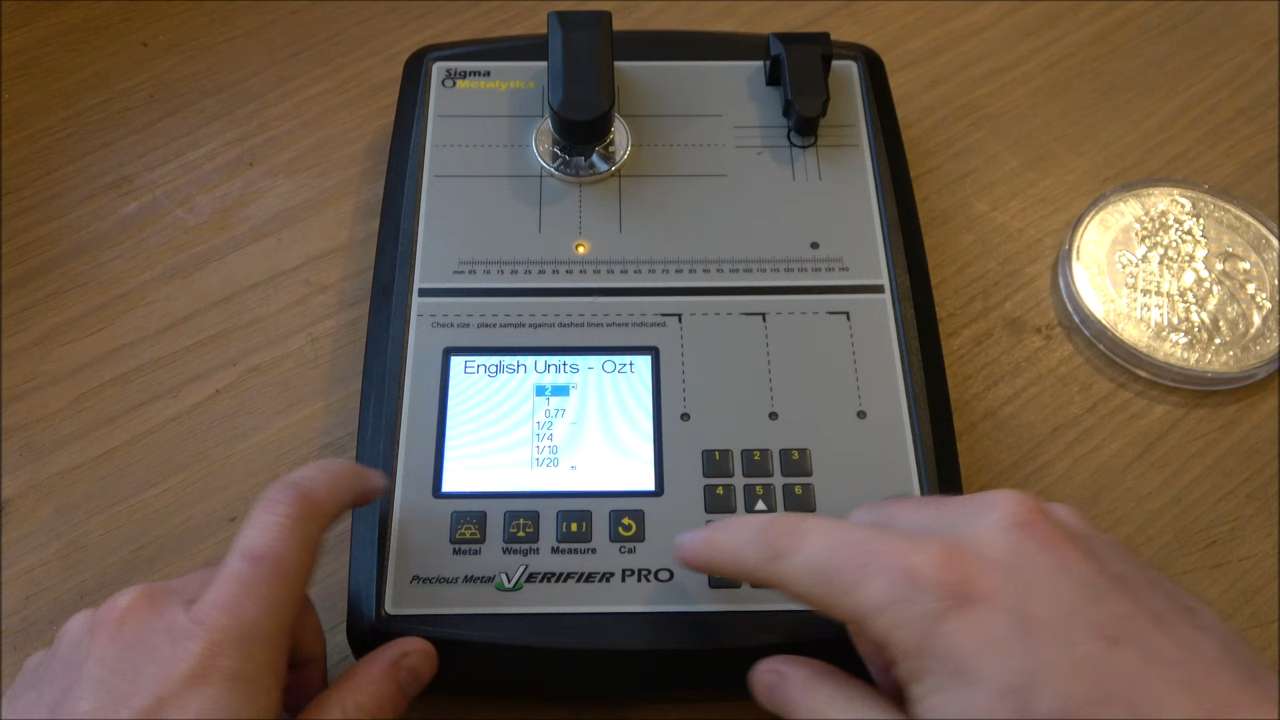 Sigma
Metalytics
mm 05 10 15 20 25 30 35 40 45 50 55 60 65 70 75 80 85 90 95 100 105 110 115 120 125 130 135 140
Check size - place sample against dashed lines where indicated.
English Units - Ozt
2
1
0.77
1/2
1/4
1/10
1/20
1 2 3
4 5 6
Metal Weight Measure Cal
Precious Metal VERIFIER PRO